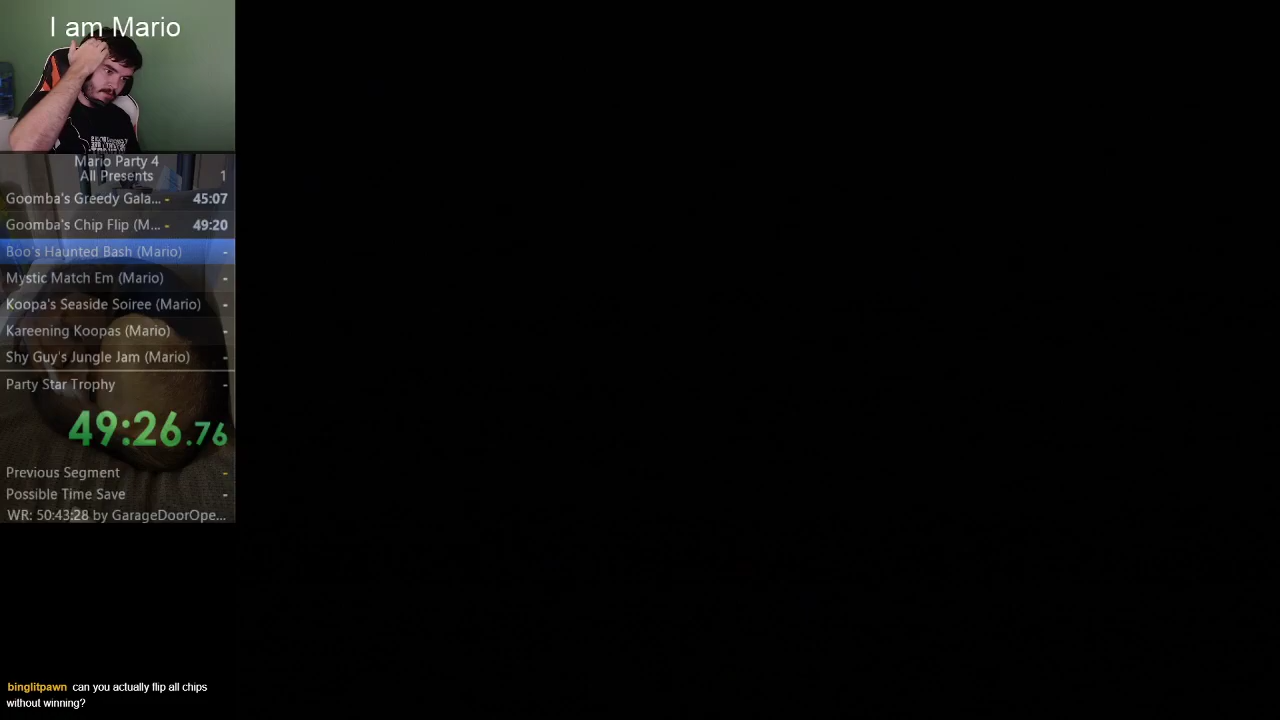 I am Mario
Mario Party 4
All Presents 1
Goomba's Greedy Gala... - 45:07
Goomba's Chip Flip (M... - 49:20
Boo's Haunted Bash (Mario) -
Mystic Match Em (Mario) -
Koopa's Seaside Soiree (Mario) -
Kareening Koopas (Mario) -
Shy Guy's Jungle Jam (Mario) -
Party Star Trophy -
49:26.76
Previous Segment -
Possible Time Save -
WR: 50:43:28 by GarageDoorOpe...
binglitpawn can you actually flip all chips
without winning?